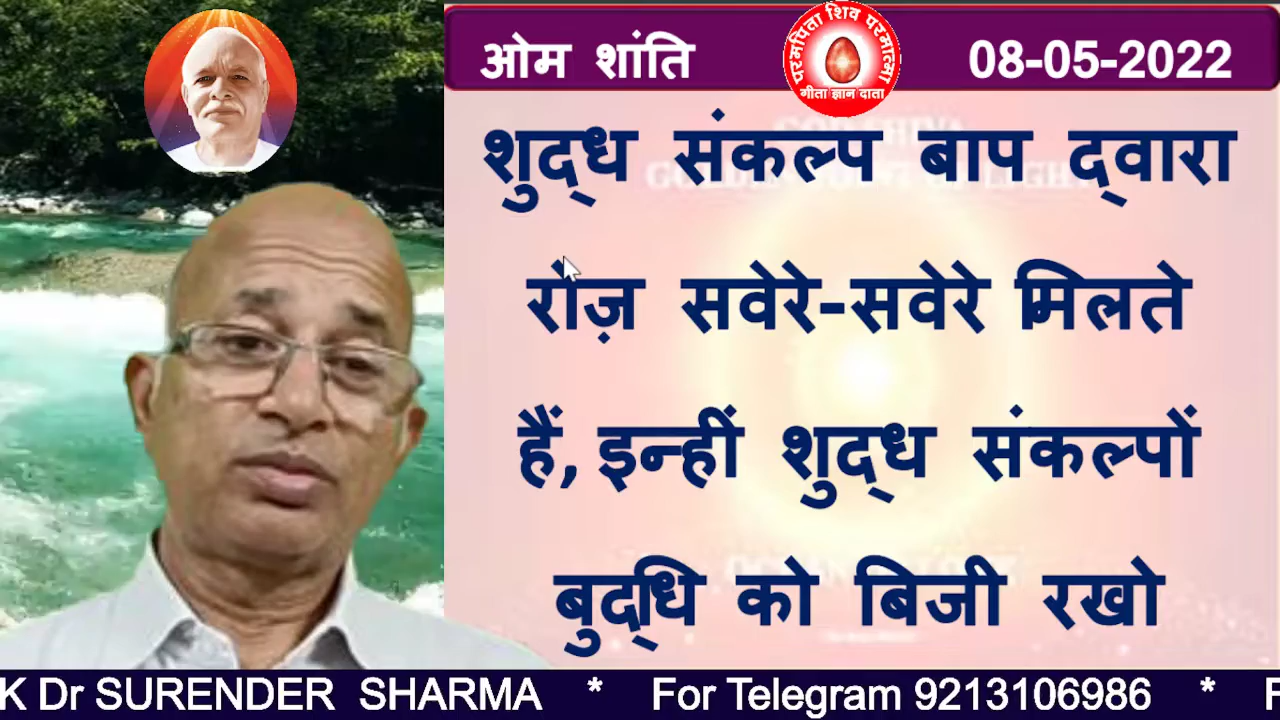 ओम शांति
परमपिता शिव परमात्मा
गीता ज्ञान दाता
08-05-2022
शुद्ध संकल्प बाप द्वारा
रोज़ सवेरे-सवेरे मिलते
हैं, इन्हीं शुद्ध संकल्पों
बुद्धि को बिजी रखो
K Dr SURENDER SHARMA * For Telegram 9213106986 * F